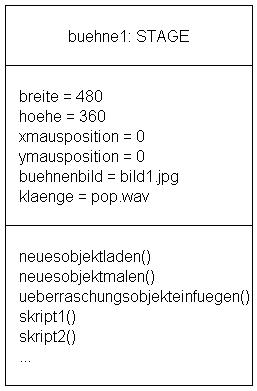 buehne1: STAGE
breite = 480
hoehe = 360
xmausposition = 0
ymausposition = 0
buehnenbild = bild1.jpg
klaenge = pop.wav
neuesobjektladen()
neuesobjektmalen()
ueberraschungsobjekteinfuegen()
skript1()
skript2()
...